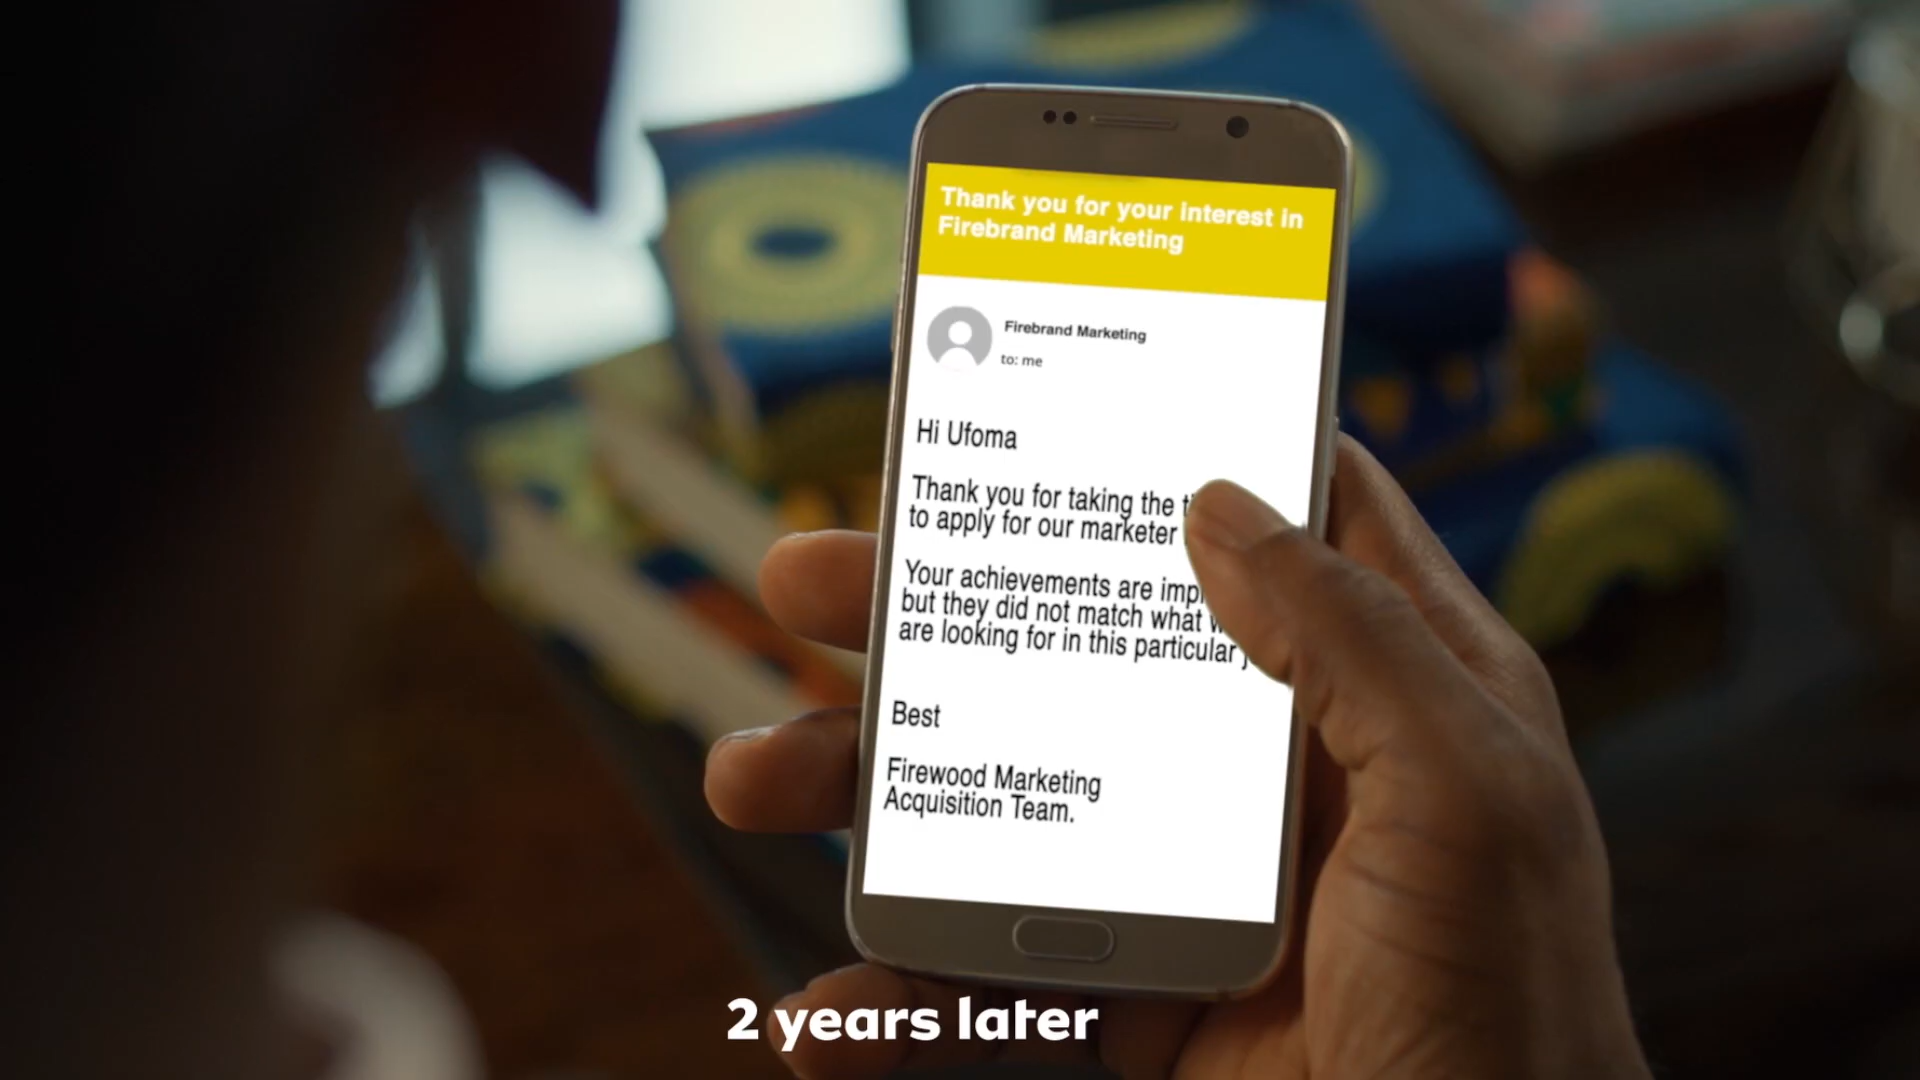 Thank you for your interest in
Firebrand Marketing
Firebrand Marketing
to: me
Hi Ufoma
Thank you for taking the
to apply for our marketer
Your achievements are
but they did not match what
are looking for in this particular
Best
Firewood Marketing
Acquisition Team.
2 years later